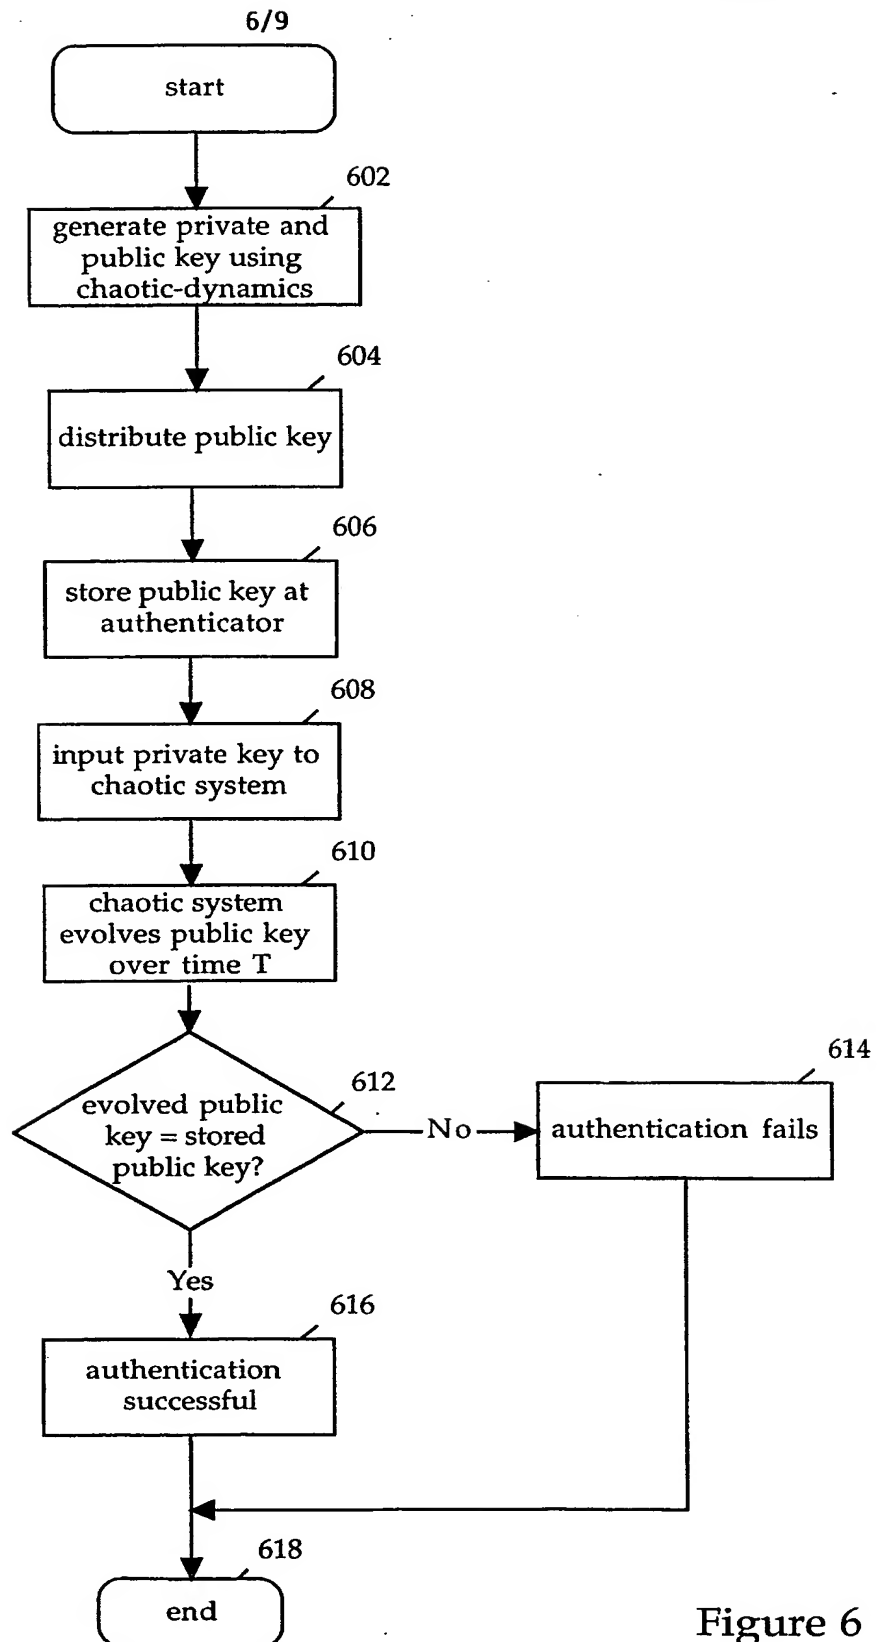 6/9
start
602
generate private and
public key using
chaotic-dynamics
604
distribute public key
606
store public key at
authenticator
608
input private key to
chaotic system
610
chaotic system
evolves public key
over time T
612
evolved public
key = stored
public key?
No
614
authentication fails
Yes
616
authentication
successful
618
end
Figure 6